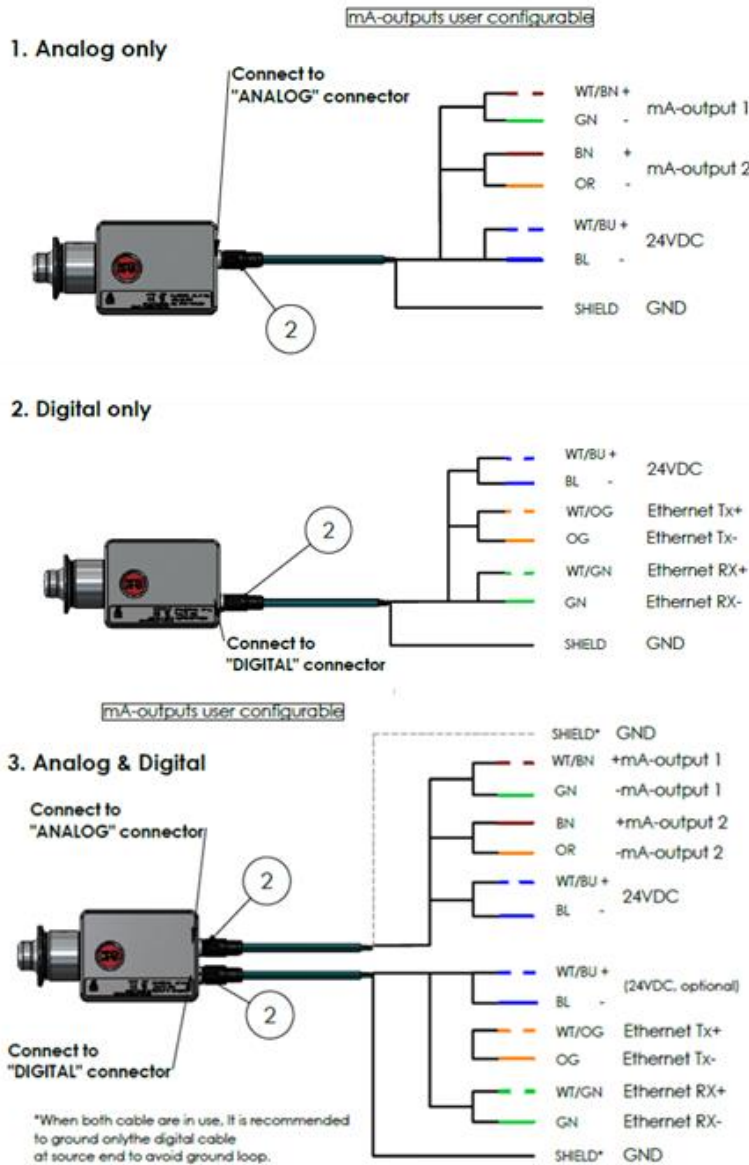 mA-outputs user configurable
1. Analog only
Connect to
"ANALOG" connector
WT/BN +
GN -
mA-output 1
BN +
OR -
mA-output 2
WT/BU +
BL -
24VDC
SHIELD GND
2
2. Digital only
WT/BU +
BL -
24VDC
WT/OG Ethernet Tx+
OG Ethernet Tx-
WT/GN Ethernet RX+
GN Ethernet RX-
SHIELD GND
2
Connect to
"DIGITAL" connector
mA-outputs user configurable
3. Analog & Digital
Connect to
"ANALOG" connector
2
SHIELD* GND
WT/BN +mA-output 1
GN -mA-output 1
BN +mA-output 2
OR -mA-output 2
WT/BU +
BL -
24VDC
WT/BU +
BL -
(24VDC, optional)
WT/OG Ethernet Tx+
OG Ethernet Tx-
WT/GN Ethernet RX+
GN Ethernet RX-
SHIELD* GND
2
Connect to
"DIGITAL" connector
*When both cable are in use, It is recommended
to ground onlythe digital cable
at source end to avoid ground loop.